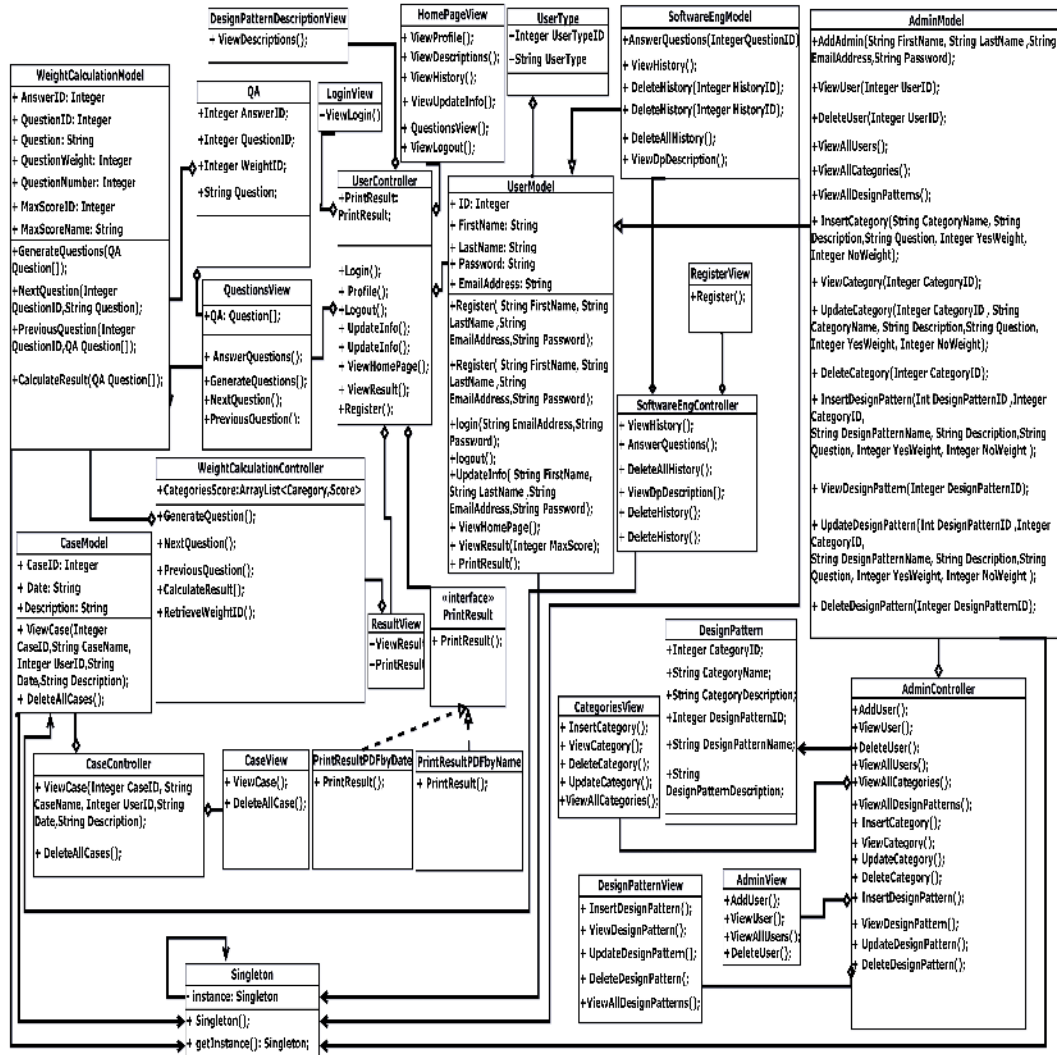 DesignPatternDescriptionView
− ViewDescriptions();
HomePageView
+ ViewProfile();
+ ViewDescriptions();
+ ViewHistory();
+ ViewUpdateInfo();
+ QuestionsView();
+ ViewLogout();
UserType
−Integer UserTypeID
−String UserType
SoftwareEngModel
+AnswerQuestions(IntegerQuestionID)
+ ViewHistory();
+ DeleteHistory(Integer HistoryID);
+ DeleteHistory(Integer HistoryID);
+ DeleteAllHistory();
+ ViewDpDescription();
AdminModel
+AddAdmin(String FirstName, String LastName ,String
EmailAddress,String Password);
+ViewUser(Integer UserID);
+DeleteUser(Integer UserID);
+ViewAllUsers();
+ViewAllCategories();
+ViewAllDesignPatterns();
+ InsertCategory(String CategoryName, String
Description,String Question, Integer YesWeight,
Integer NoWeight);
+ ViewCategory(Integer CategoryID);
+ UpdateCategory(Integer CategoryID , String
CategoryName, String Description,String Question,
Integer YesWeight, Integer NoWeight);
+ DeleteCategory(Integer CategoryID);
+ InsertDesignPattern(Int DesignPatternID ,Integer
CategoryID,
String DesignPatternName, String Description,String
Question, Integer YesWeight, Integer NoWeight );
+ ViewDesignPattern(Integer DesignPatternID);
+ UpdateDesignPattern(Int DesignPatternID ,Integer
CategoryID,
String DesignPatternName, String Description,String
Question, Integer YesWeight, Integer NoWeight );
+ DeleteDesignPattern(Integer DesignPatternID);
WeightCalculationModel
+ AnswerID: Integer
+ QuestionID: Integer
+ Question: String
+ QuestionWeight: Integer
+ QuestionNumber: Integer
+ MaxScoreID: Integer
+ MaxScoreName: String
+GenerateQuestions(QA
Question[]);
+NextQuestion(Integer
QuestionID,String Question);
+PreviousQuestion(Integer
QuestionID,QA Question[]);
+CalculateResult(QA Question[]);
QA
+Integer AnswerID;
+Integer QuestionID;
+Integer WeightID;
+String Question;
LoginView
−ViewLogin()
UserController
+PrintResult:
PrintResult;
+Login();
+ Profile();
+Logout();
+ UpdateInfo();
+ UpdateInfo();
+ ViewHomePage();
+ ViewResult();
+Register();
UserModel
+ ID: Integer
+ FirstName: String
+ LastName: String
+ Password: String
+ EmailAddress: String
+Register( String FirstName, String
LastName ,String
EmailAddress,String Password);
+Register( String FirstName, String
LastName ,String
EmailAddress,String Password);
+login(String EmailAddress,String
Password);
+logout();
+UpdateInfo( String FirstName,
String LastName ,String
EmailAddress,String Password);
+ ViewHomePage();
+ ViewResult(Integer MaxScore);
+ PrintResult();
RegisterView
+Register();
QuestionsView
+QA: Question[];
+ AnswerQuestions();
+GenerateQuestions();
+NextQuestion();
+PreviousQuestion();
SoftwareEngController
+ ViewHistory();
+ AnswerQuestions();
+ DeleteAllHistory();
+ ViewDpDescription();
+ DeleteHistory();
+ DeleteHistory();
WeightCalculationController
+CategoriesScore:ArrayList<Caregory,Score>
+GenerateQuestion();
+NextQuestion();
+PreviousQuestion();
+CalculateResult();
+RetrieveWeightID();
CaseModel
+ CaseID: Integer
+ Date: String
+Description: String
+ ViewCase(Integer
CaseID,String CaseName,
Integer UserID,String
Date,String Description);
+ DeleteAllCases();
ResultView
−ViewResul
−PrintResul
«interface»
PrintResult
+ PrintResult();
DesignPattern
+Integer CategoryID;
+String CategoryName;
+String CategoryDescription;
+Integer DesignPatternID;
+String DesignPatternName;
+String
DesignPatternDescription;
CategoriesView
+ InsertCategory();
+ ViewCategory();
+ DeleteCategory();
+ UpdateCategory();
+ViewAllCategories();
AdminController
+AddUser();
+ViewUser();
+DeleteUser();
+ViewAllUsers();
+ViewAllCategories();
+ViewAllDesignPatterns();
+ InsertCategory();
+ ViewCategory();
+ UpdateCategory();
+ DeleteCategory();
+ InsertDesignPattern();
+ ViewDesignPattern();
+ UpdateDesignPattern();
+ DeleteDesignPattern();
CaseController
+ ViewCase(Integer CaseID, String
CaseName, Integer UserID,String
Date,String Description);
+ DeleteAllCases();
CaseView
+ ViewCase();
+ DeleteAllCase();
PrintResultPDFbyDate
+ PrintResult();
PrintResultPDFbyName
+ PrintResult();
DesignPatternView
+ InsertDesignPattern();
+ ViewDesignPattern();
+ UpdateDesignPattern();
+ DeleteDesignPattern(;
+ViewAllDesignPatterns();
AdminView
+AddUser();
+ViewUser();
+ViewAllUsers();
+DeleteUser();
Singleton
- instance: Singleton
+ Singleton();
+ getInstance(): Singleton;